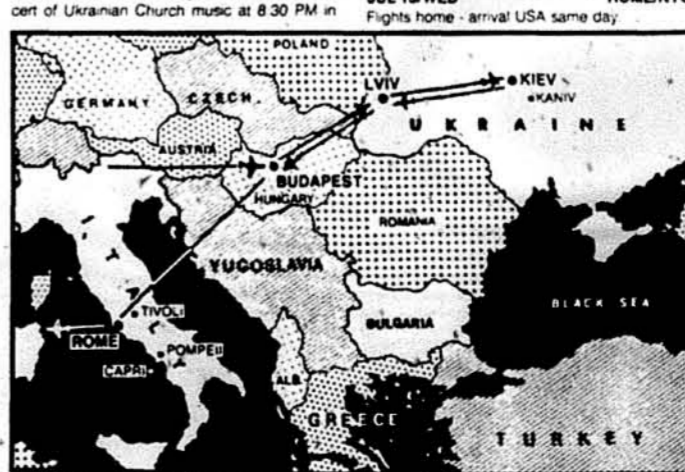 cert of Ukrainian Church music at 8:30 PM in
Flights home - arrival USA same day.
POLAND
LVIV
KIEV
KANIV
GERMANY
CZECH.
UKRAINE
AUSTRIA
BUDAPEST
HUNGARY
ROMANIA
ITALY
YUGOSLAVIA
BLACK SEA
TIVOLI
BULGARIA
ROME
POMPEII
CAPRI
ALB.
GREECE
TURKEY